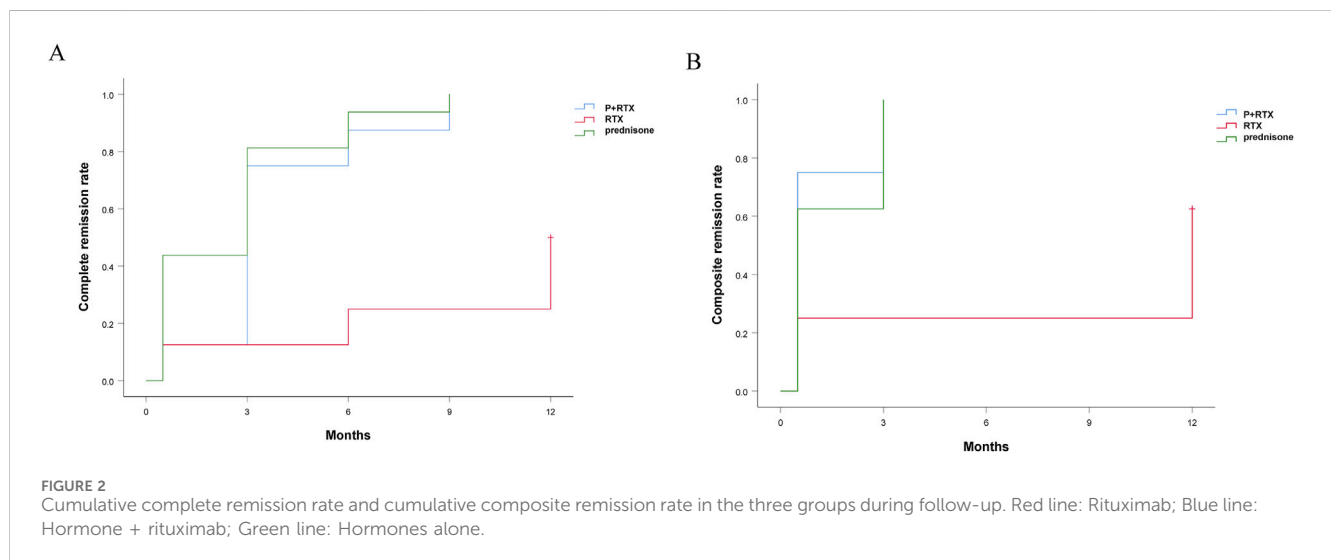 A
Complete remission rate
1.0
0.8
0.6
0.4
0.2
0.0
0 3 6 9 12
Months
P+RTX
RTX
prednisone
B
Composite remission rate
1.0
0.8
0.6
0.4
0.2
0.0
0 3 6 9 12
Months
P+RTX
RTX
prednisone
FIGURE 2
Cumulative complete remission rate and cumulative composite remission rate in the three groups during follow-up. Red line: Rituximab; Blue line:
Hormone + rituximab; Green line: Hormones alone.